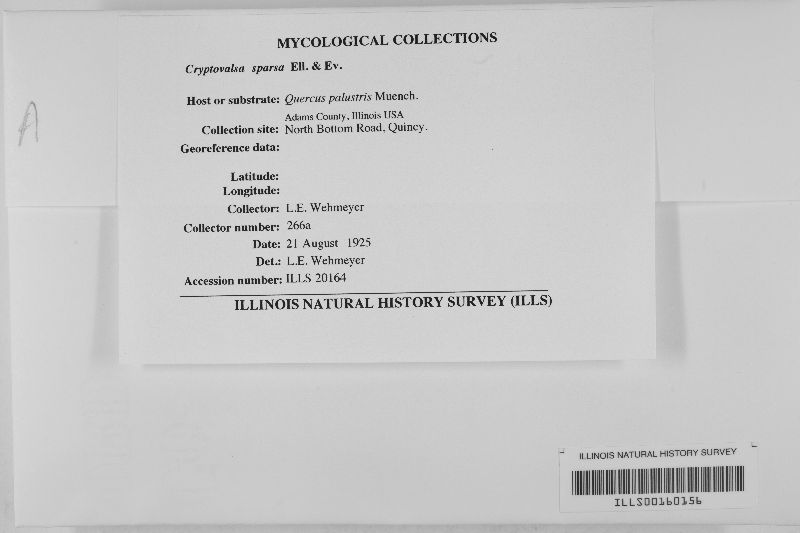 MYCOLOGICAL COLLECTIONS
Cryptovalsa sparsa Ell. & Ev.
Host or substrate: Quercus palustris Muench.
Adams County, Illinois USA
Collection site: North Bottom Road, Quincy.
Georeference data:
Latitude:
Longitude:
Collector: L.E. Wehmeyer
Collector number: 266a
Date: 21 August 1925
Det.: L.E. Wehmeyer
Accession number: ILLS 20164
ILLINOIS NATURAL HISTORY SURVEY (ILLS)
A
ILLINOIS NATURAL HISTORY SURVEY
ILLS00160156